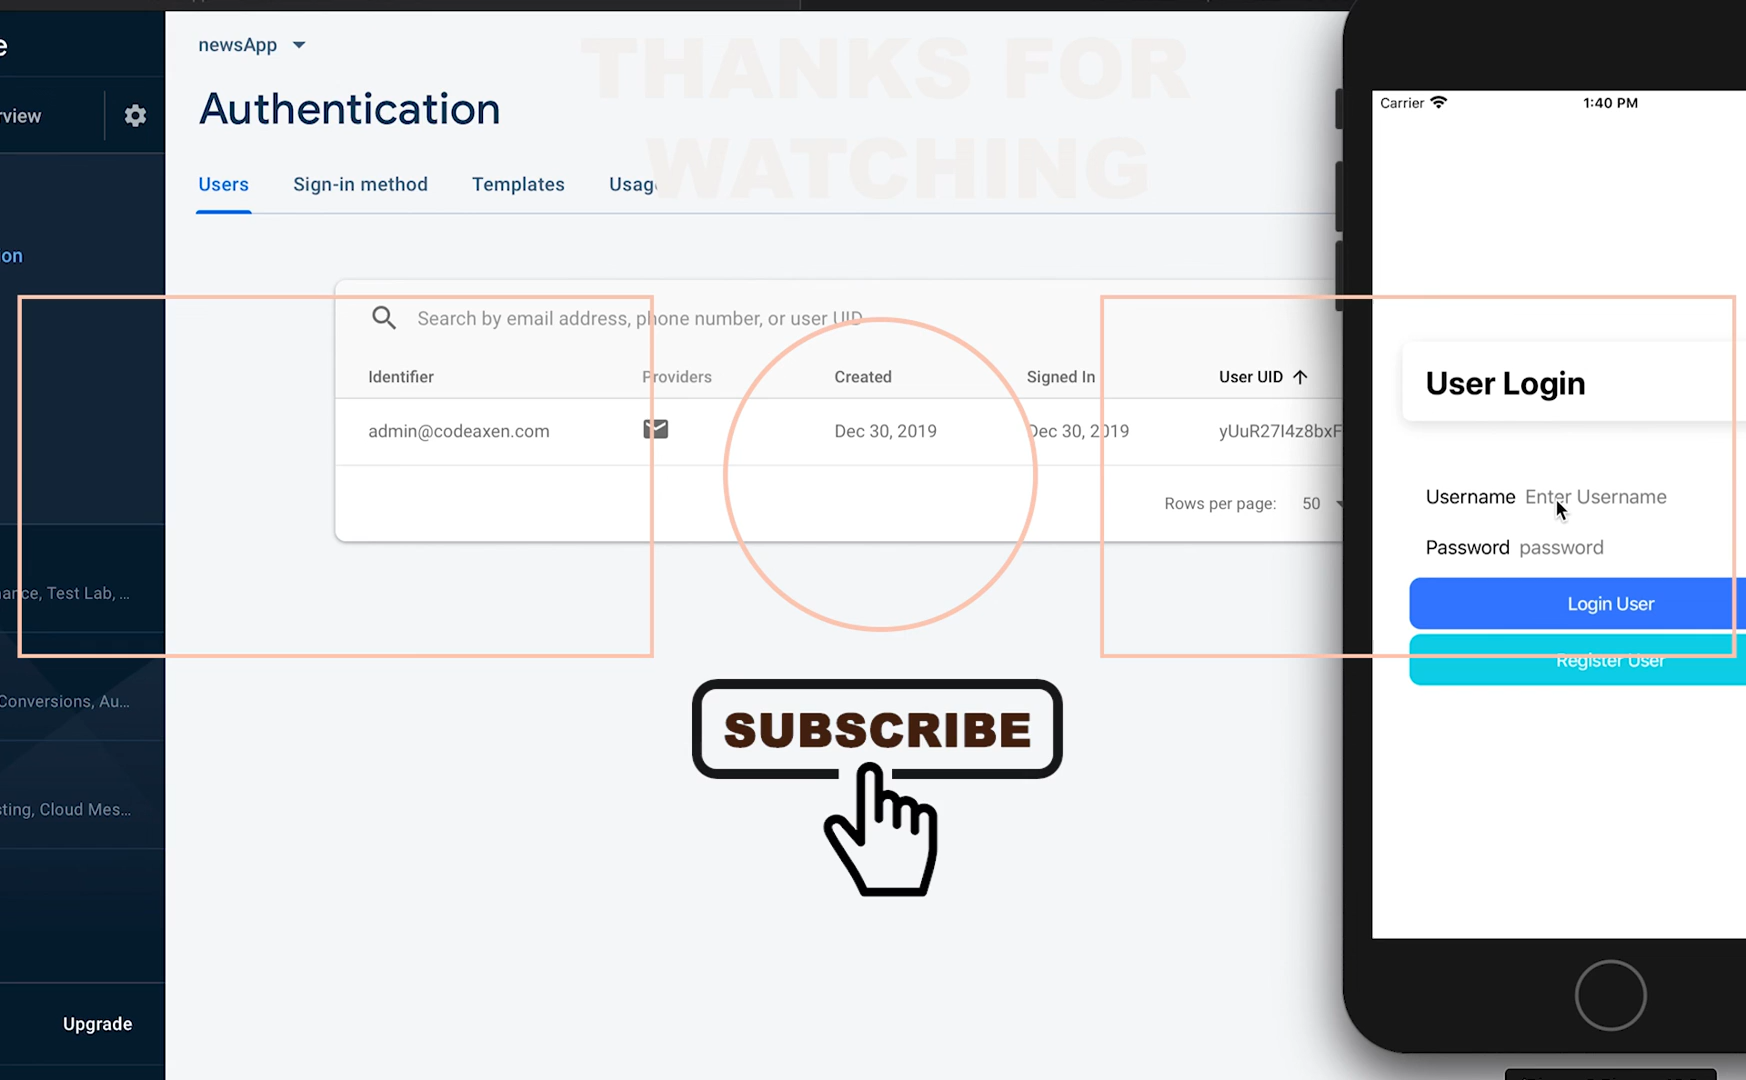 e
newsApp
THANKS FOR
WATCHING
rview
Authentication
Users Sign-in method Templates Usag
on
Search by email address, phone number, or user UID
Identifier Providers Created Signed In User UID
admin@codeaxen.com Dec 30, 2019 Dec 30, 2019 yUuR27I4z8bxF
Rows per page: 50
ance, Test Lab, ...
Conversions, Au...
sting, Cloud Mes...
Upgrade
SUBSCRIBE
Carrier 1:40 PM
User Login
Username Enter Username
Password password
Login User
Register User